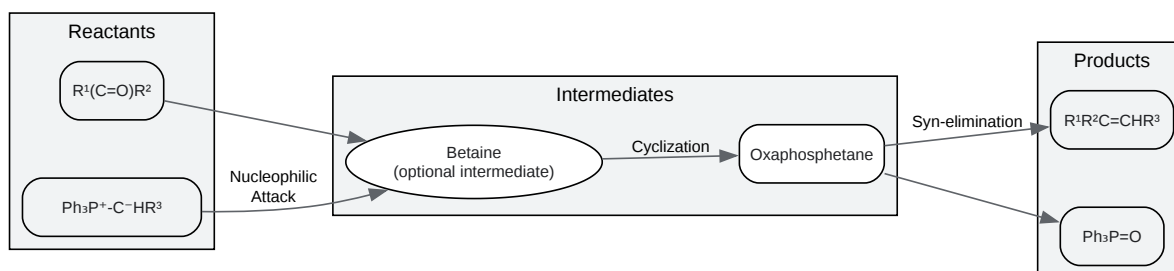 Reactants
R¹(C=O)R²
Ph₃P⁺-C⁻HR³
Nucleophilic
Attack
Intermediates
Betaine
(optional intermediate)
Cyclization
Oxaphosphetane
Syn-elimination
Products
R¹R²C=CHR³
Ph₃P=O